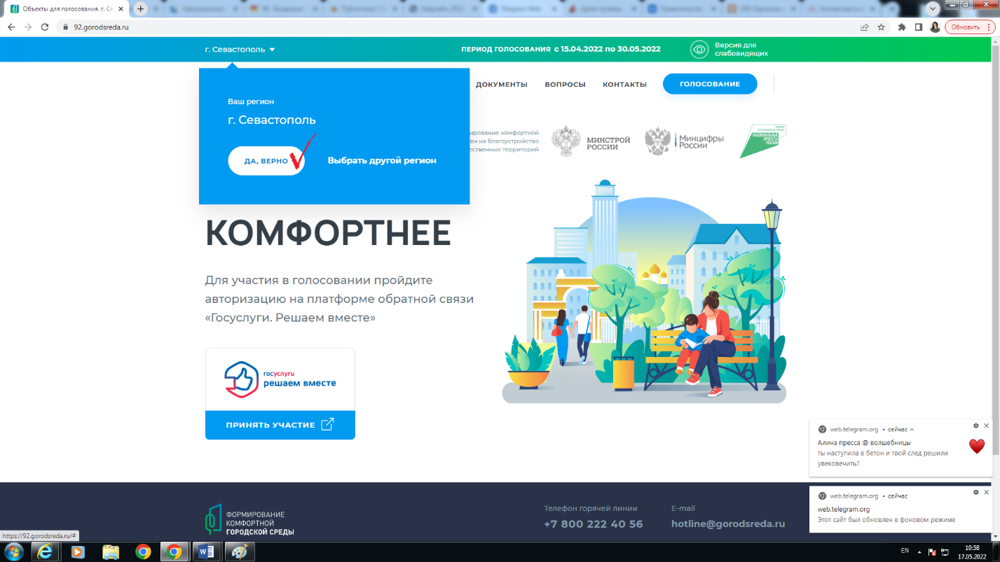 Объекты для голосования. г. Се
92.gorodsreda.ru
Обновить
г. Севастополь
ПЕРИОД ГОЛОСОВАНИЯ с 15.04.2022 по 30.05.2022
Версия для
слабовидящих
ДОКУМЕНТЫ
ВОПРОСЫ
КОНТАКТЫ
ГОЛОСОВАНИЕ
Ваш регион
г. Севастополь
ДА, ВЕРНО
Выбрать другой регион
ирование комфортной
ен на благоустройство
ественных территорий
МИНСТРОЙ
РОССИИ
Минцифры
России
НАЦИОНАЛЬНЫЕ
ПРОЕКТЫ
РОССИИ
КОМФОРТНЕЕ
Для участия в голосовании пройдите
авторизацию на платформе обратной связи
«Госуслуги. Решаем вместе»
госуслуги
решаем вместе
ПРИНЯТЬ УЧАСТИЕ
web.telegram.org • сейчас
Алина пресса @ волшебницы
ты наступила в бетон и твой след решили
увековечить?
web.telegram.org • сейчас
web.telegram.org
Этот сайт был обновлен в фоновом режиме
ФОРМИРОВАНИЕ
КОМФОРТНОЙ
ГОРОДСКОЙ СРЕДЫ
Телефон горячей линии
+7 800 222 40 56
E-mail
hotline@gorodsreda.ru
https://92.gorodsreda.ru/#
EN
10:58
17.05.2022